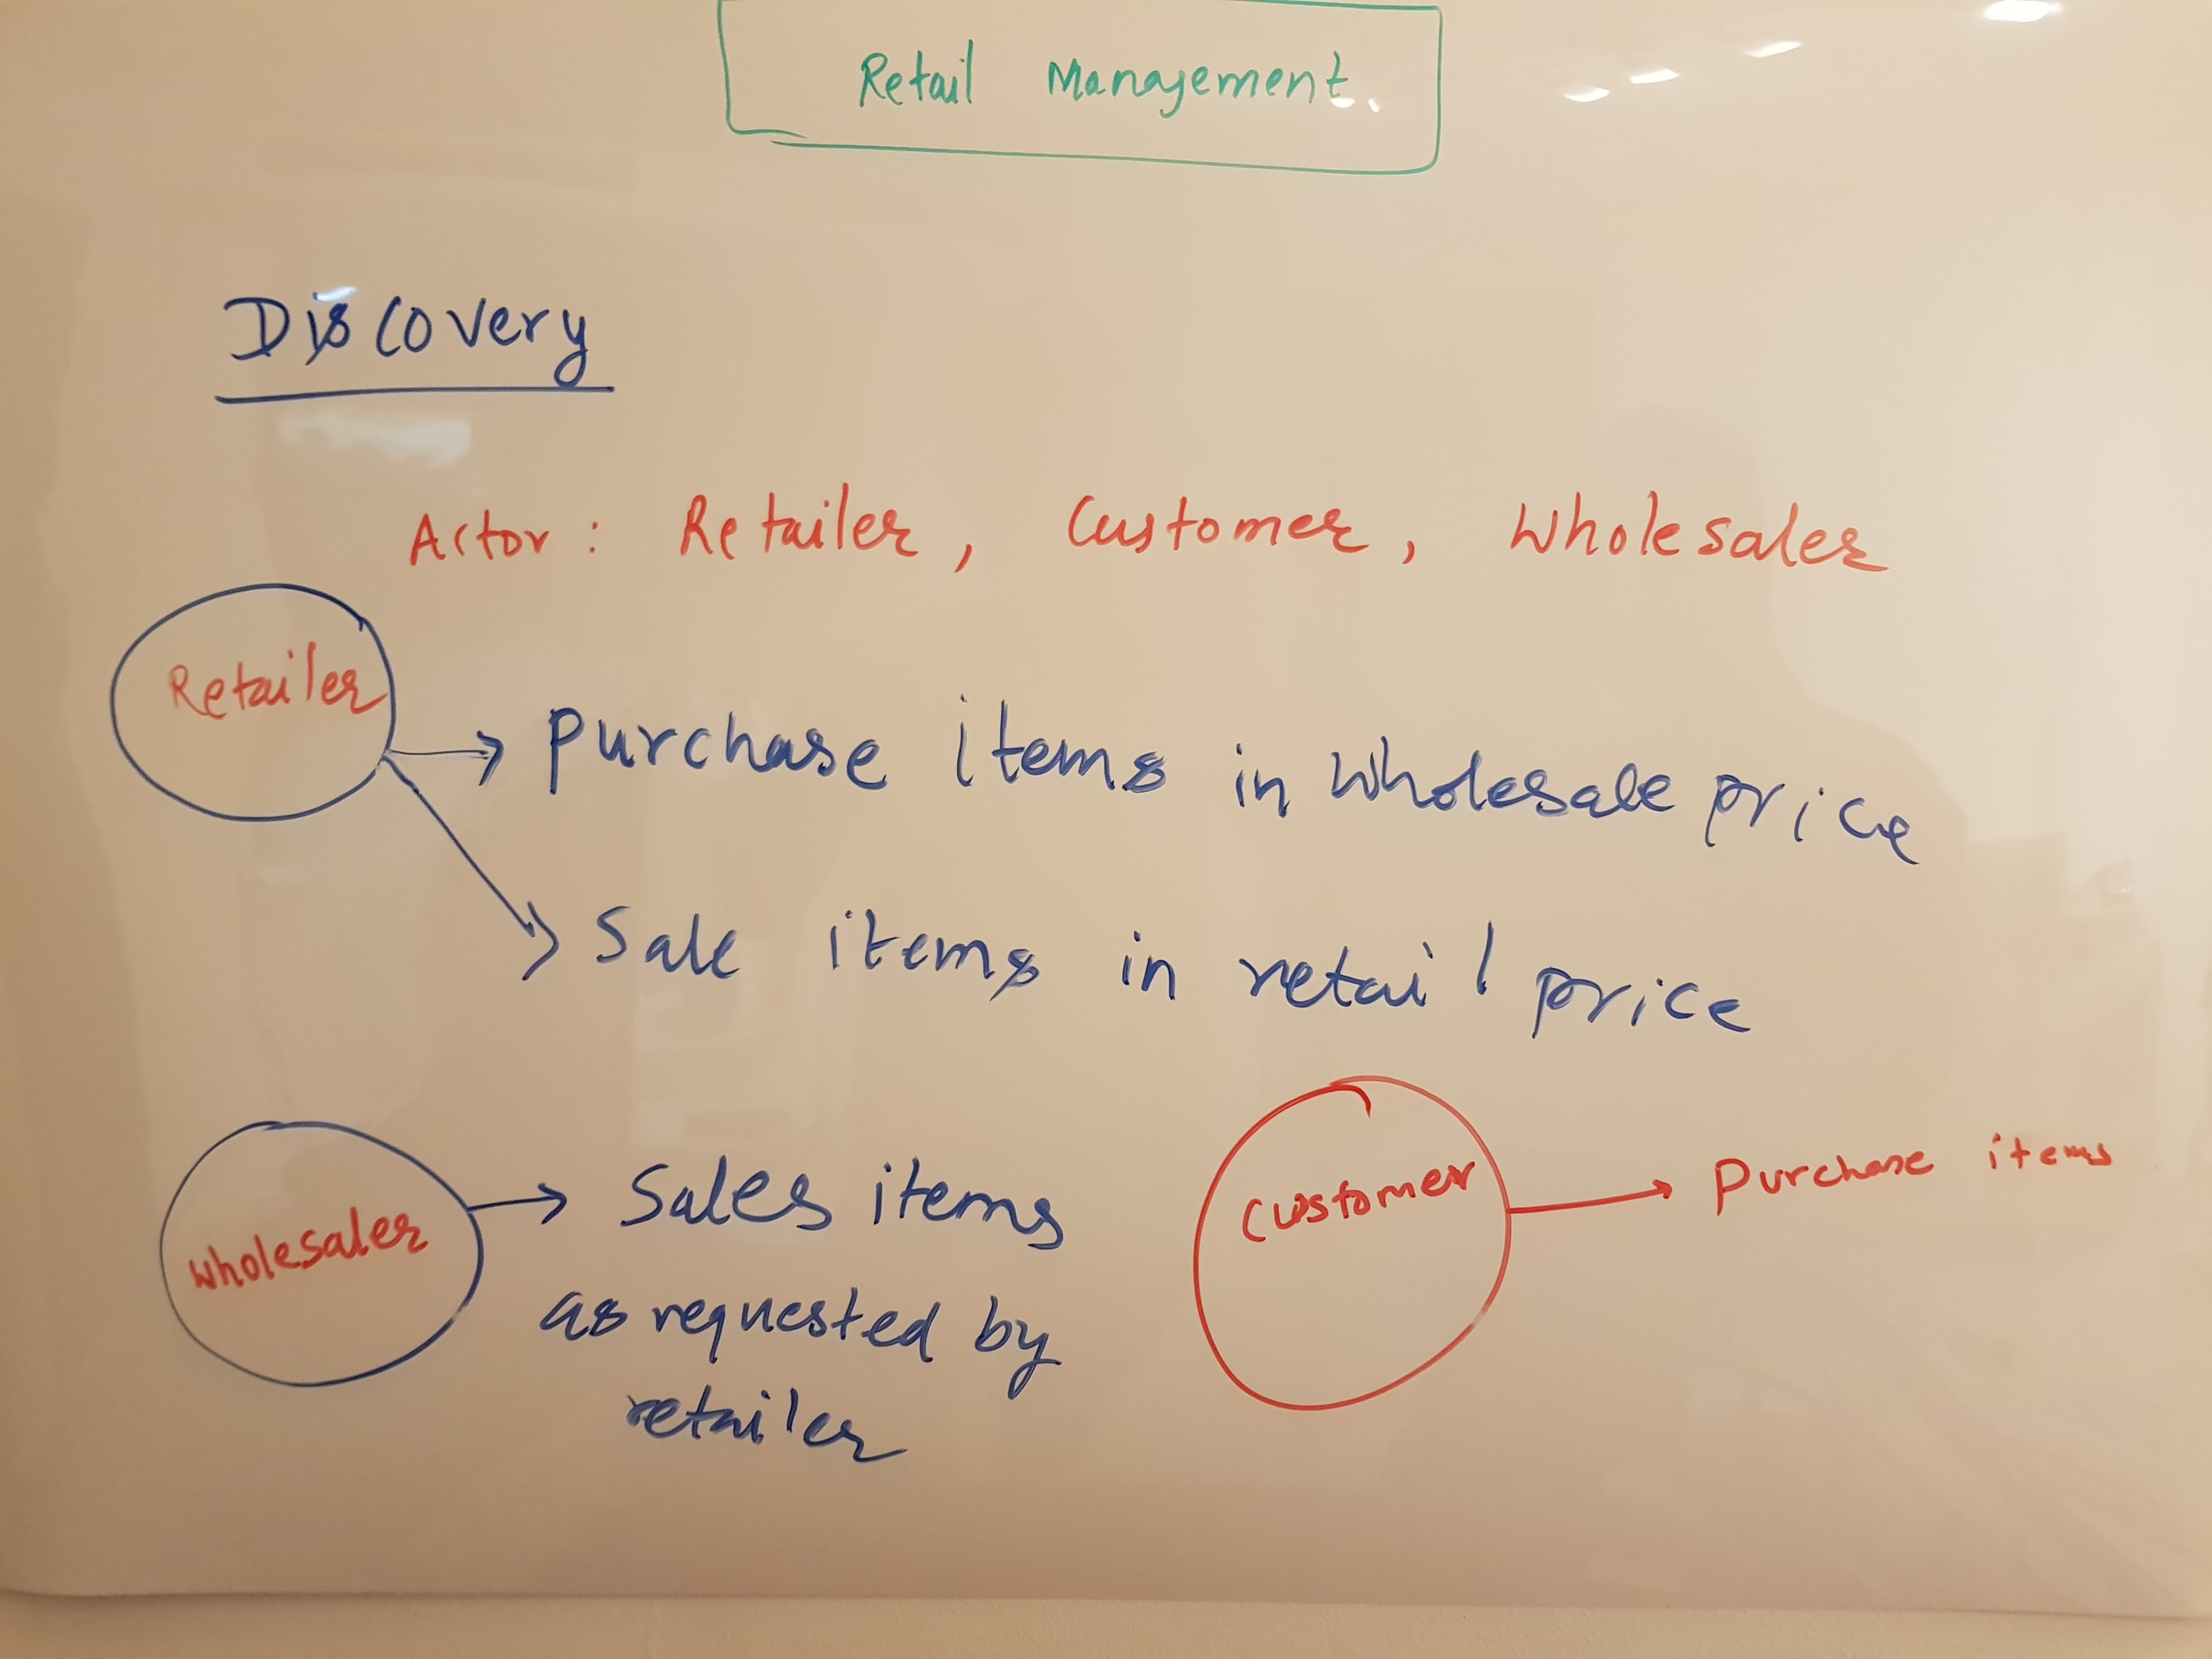 Retail Management.
Discovery
Actor: Retailer, Customer, Wholesaler
Retailer
Purchase items in wholesale price
Sale items in retail price
Wholesaler
Sales items
as requested by
retailer
Customer
Purchase items